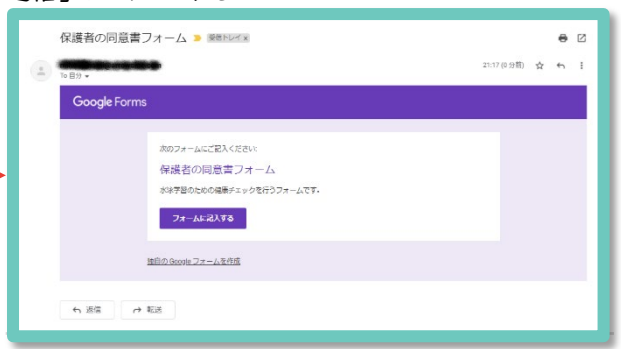 保護者の同意書フォーム 受信トレイ x
21:17 (0 分前)
To 自分
Google Forms
次のフォームにご記入ください:
保護者の同意書フォーム
水泳学習のための健康チェックを行うフォームです。
フォームに記入する
独自の Google フォームを作成
返信 転送